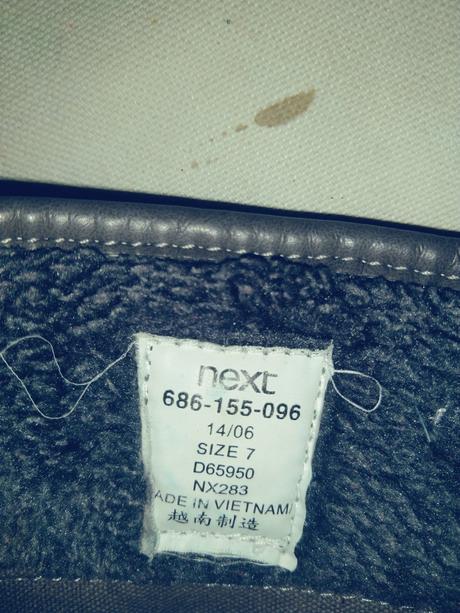 next
686-155-096
14/06
SIZE 7
D65950
NX283
ADE IN VIETNAM
越南制造